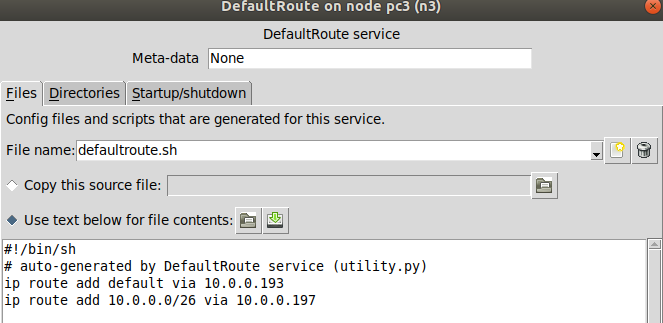 DefaultRoute on node pc3 (n3)
DefaultRoute service
Meta-data None
Files Directories Startup/shutdown
Config files and scripts that are generated for this service.
File name: defaultroute.sh
Copy this source file:
Use text below for file contents:
#!/bin/sh
# auto-generated by DefaultRoute service (utility.py)
ip route add default via 10.0.0.193
ip route add 10.0.0.0/26 via 10.0.0.197